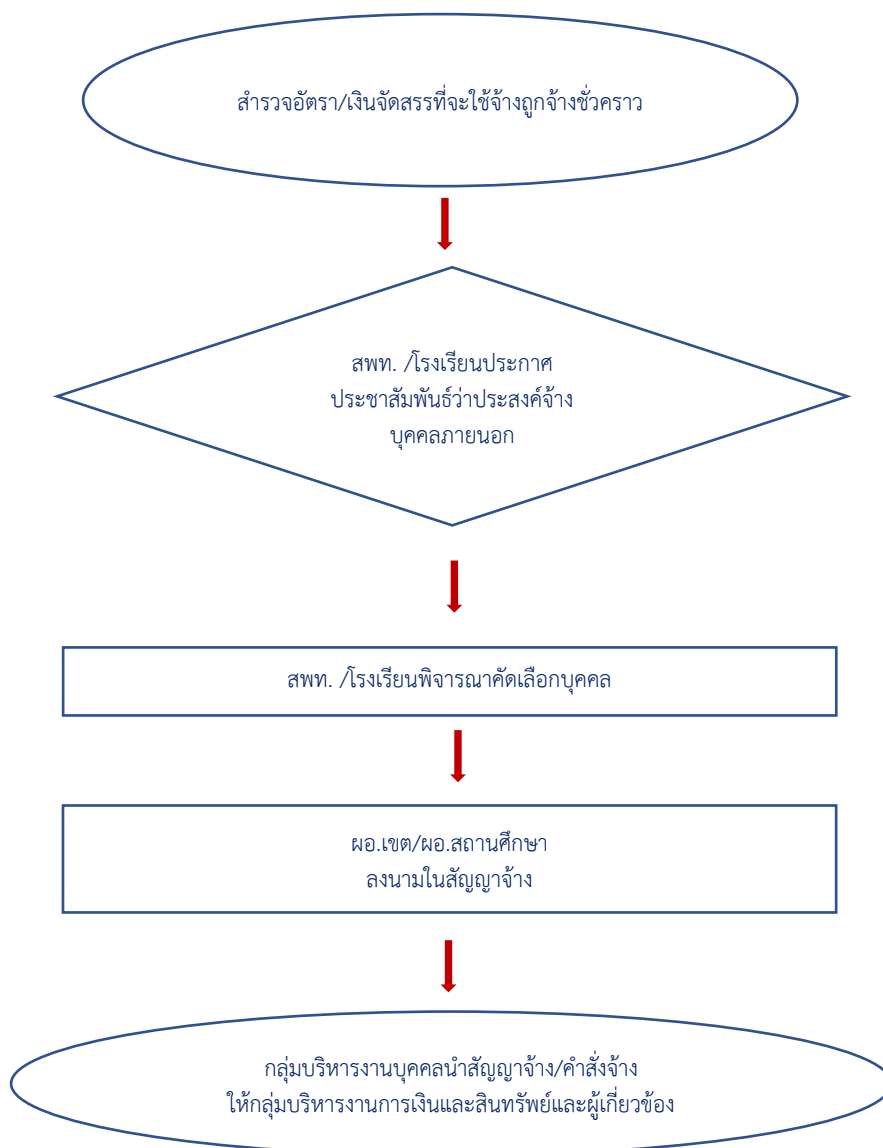 สำรวจอัตรา/เงินจัดสรรที่จะใช้จ้างถูกจ้างชั่วคราว
สพท. /โรงเรียนประกาศ
ประชาสัมพันธ์ว่าประสงค์จ้าง
บุคคลภายนอก
สพท. /โรงเรียนพิจารณาคัดเลือกบุคคล
ผอ.เขต/ผอ.สถานศึกษา
ลงนามในสัญญาจ้าง
กลุ่มบริหารงานบุคคลนำสัญญาจ้าง/คำสั่งจ้าง
ให้กลุ่มบริหารงานการเงินและสินทรัพย์และผู้เกี่ยวข้อง